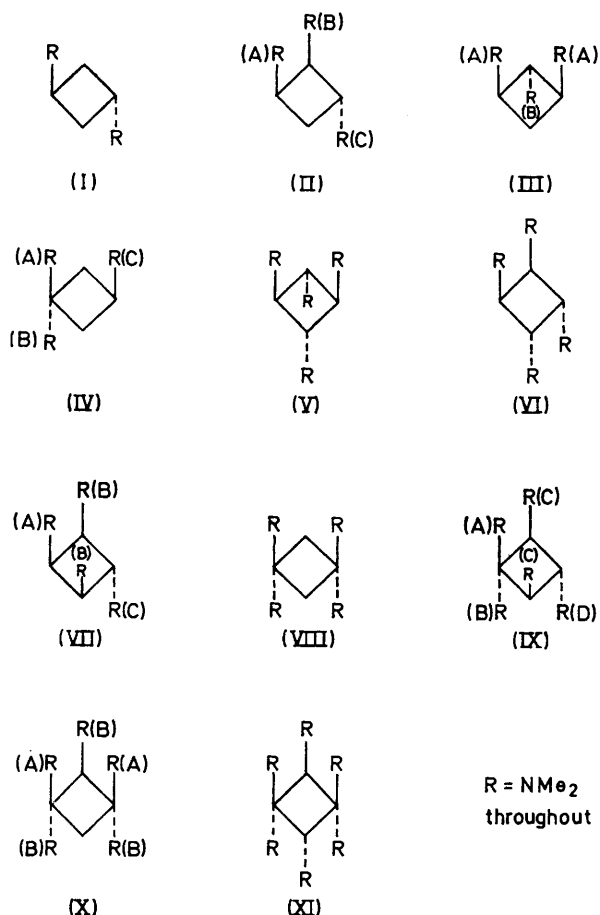 R
R
(I)
R(B)
(A)R
R(C)
(II)
(A)R
R(A)
R
(B)
(III)
(A)R
R(C)
(B)R
(IV)
R
R
R
R
(V)
R
R
R
R
(VI)
R(B)
(A)R
(B)
R
R(C)
(VII)
R
R
R
R
(VIII)
R(C)
(A)R
(C)
R
(B)R
R(D)
(IX)
R(B)
(A)R
R(A)
(B)R
R(B)
(X)
R
R
R
R
R
R
(XI)
R = NMe2
throughout